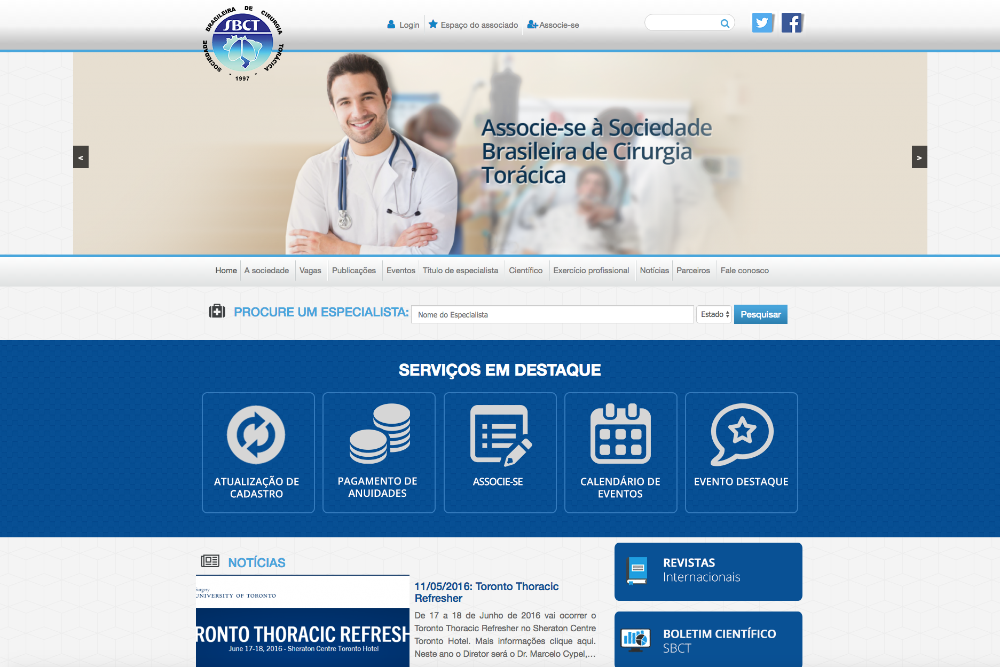 SOCIEDADE BRASILEIRA DE CIRURGIA TORÁCICA
SBCT
- 1997 -
Login
Espaço do associado
Associe-se
Associe-se à Sociedade
Brasileira de Cirurgia
Torácica
<
>
Home
A sociedade
Vagas
Publicações
Eventos
Título de especialista
Científico
Exercício profissional
Notícias
Parceiros
Fale conosco
PROCURE UM ESPECIALISTA:
Nome do Especialista
Estado
Pesquisar
SERVIÇOS EM DESTAQUE
ATUALIZAÇÃO DE
CADASTRO
PAGAMENTO DE
ANUIDADES
ASSOCIE-SE
CALENDÁRIO DE
EVENTOS
EVENTO DESTAQUE
NOTÍCIAS
Surgery
UNIVERSITY OF TORONTO
RONTO THORACIC REFRESH
June 17-18, 2016 - Sheraton Centre Toronto Hotel
11/05/2016: Toronto Thoracic
Refresher
De 17 a 18 de Junho de 2016 vai ocorrer o
Toronto Thoracic Refresher no Sheraton Centre
Toronto Hotel. Mais informações clique aqui.
Neste ano o Diretor será o Dr. Marcelo Cypel,...
REVISTAS
Internacionais
BOLETIM CIENTÍFICO
SBCT